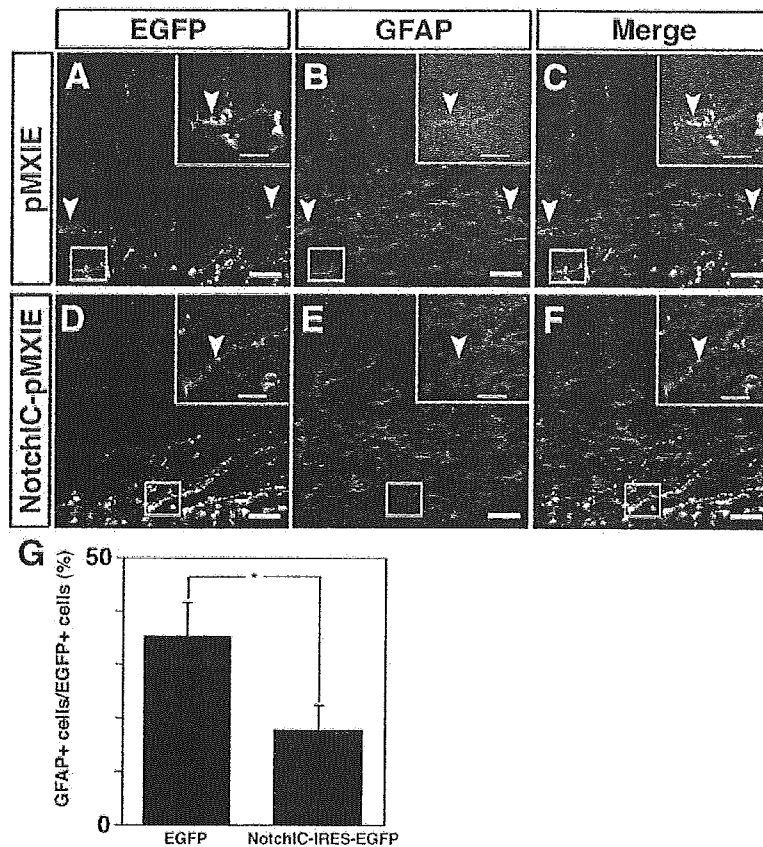 EGFP GFAP Merge
pMXIE
A B C
NotchIC-pMXIE
D E F
G
50
GFAP+ cells/EGFP+ cells (%)
*
0
EGFP NotchIC-IRES-EGFP